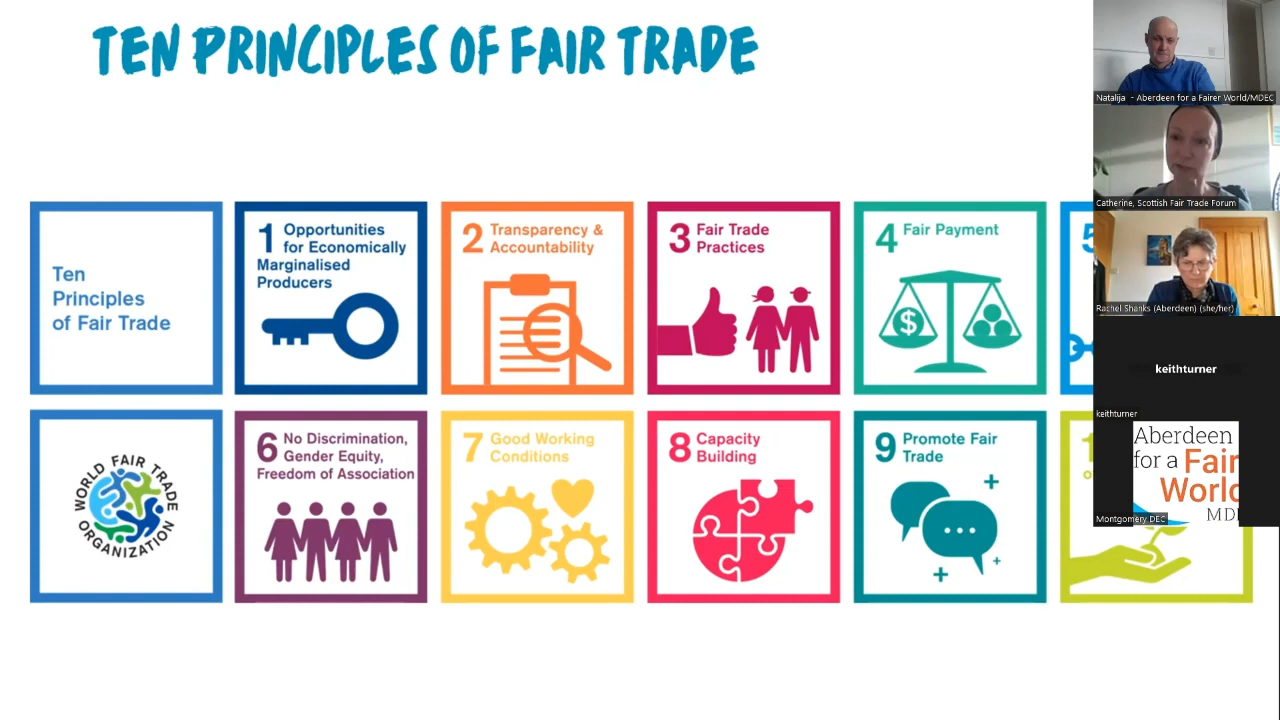 TEN PRINCIPLES OF FAIR TRADE
Ten
Principles
of Fair Trade
1 Opportunities
for Economically
Marginalised
Producers
2 Transparency &
Accountability
3 Fair Trade
Practices
4 Fair Payment
5
WORLD FAIR TRADE
ORGANIZATION
6 No Discrimination,
Gender Equity,
Freedom of Association
7 Good Working
Conditions
8 Capacity
Building
9 Promote Fair
Trade
Natalija - Aberdeen for a Fairer World/MDEC
Catherine, Scottish Fair Trade Forum
Rachel Shanks (Aberdeen) (she/her)
keithturner
keithturner
Aberdeen
for a Fair
World
MD
Montgomery DEC